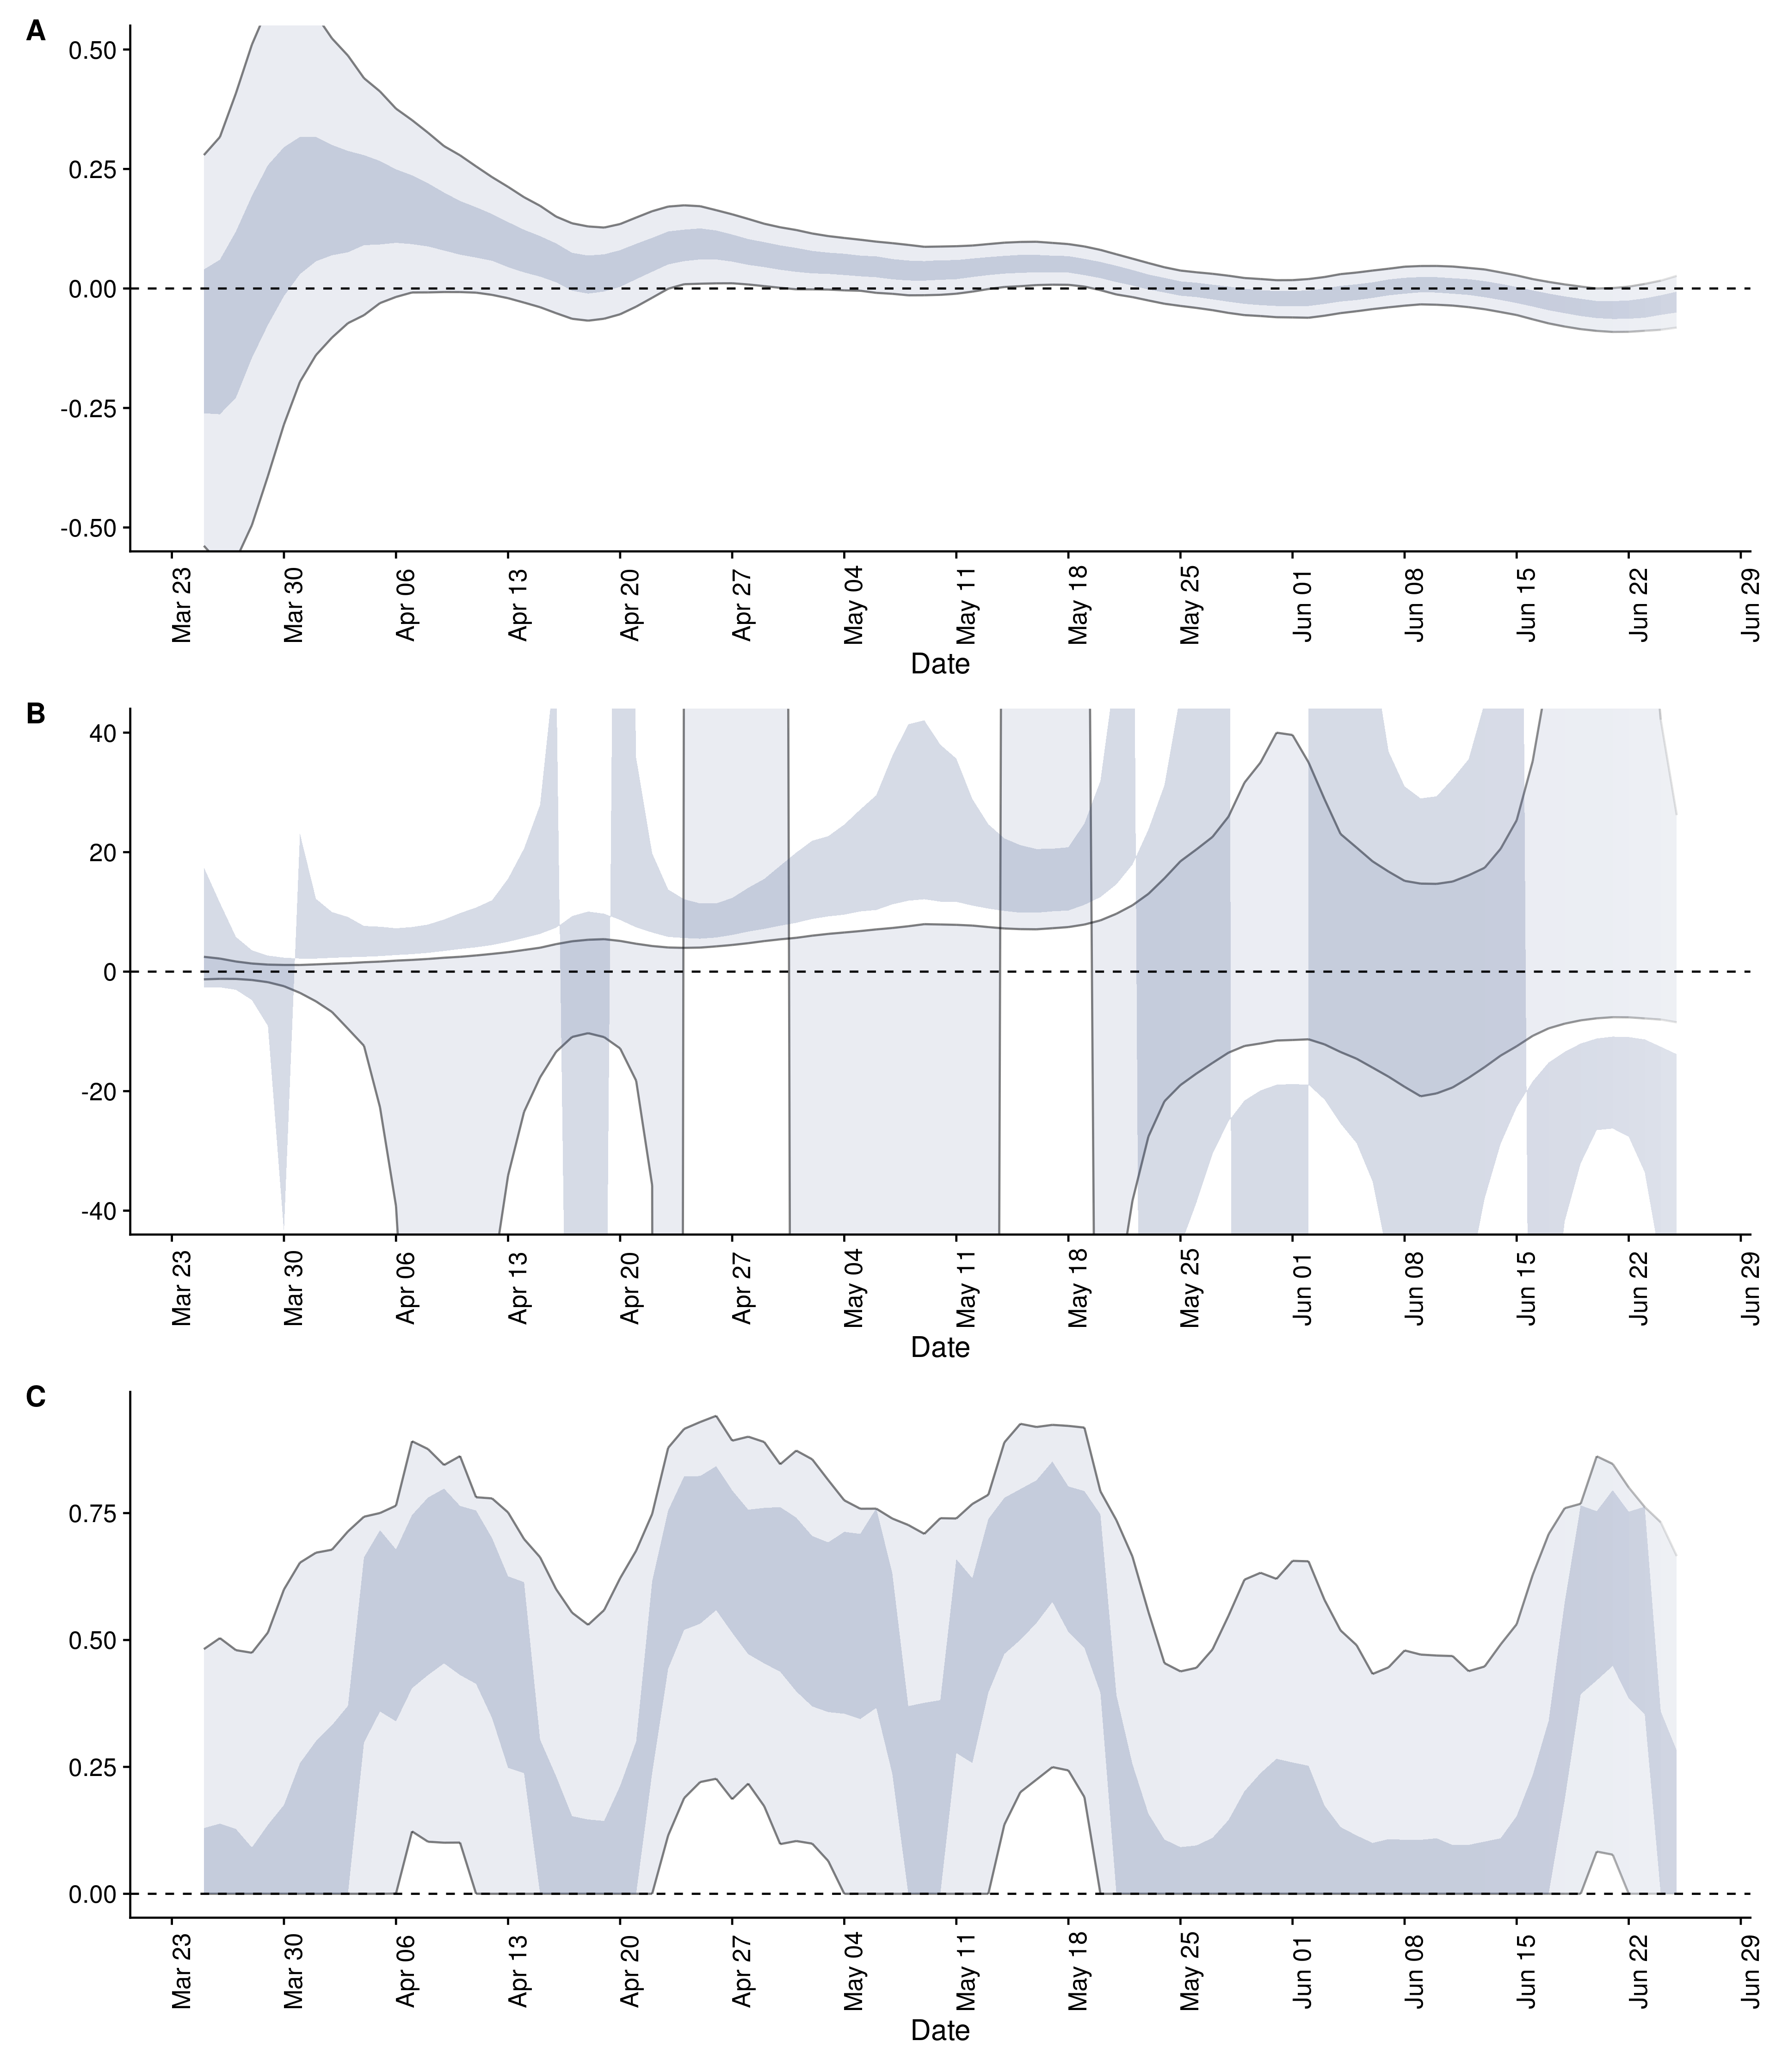 A
0.50
0.25
0.00
-0.25
-0.50
Mar 23
Mar 30
Apr 06
Apr 13
Apr 20
Apr 27
May 04
May 11
May 18
May 25
Jun 01
Jun 08
Jun 15
Jun 22
Jun 29
Date
B
40
20
0
-20
-40
Mar 23
Mar 30
Apr 06
Apr 13
Apr 20
Apr 27
May 04
May 11
May 18
May 25
Jun 01
Jun 08
Jun 15
Jun 22
Jun 29
Date
C
0.75
0.50
0.25
0.00
Mar 23
Mar 30
Apr 06
Apr 13
Apr 20
Apr 27
May 04
May 11
May 18
May 25
Jun 01
Jun 08
Jun 15
Jun 22
Jun 29
Date